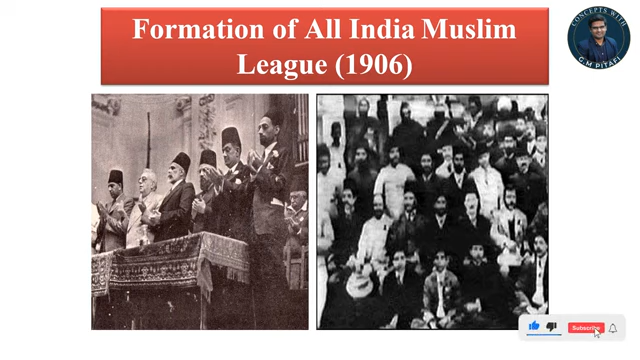 Formation of All India Muslim
League (1906)
CONCEPTS WITH
G.M PITAFI
Subscribe